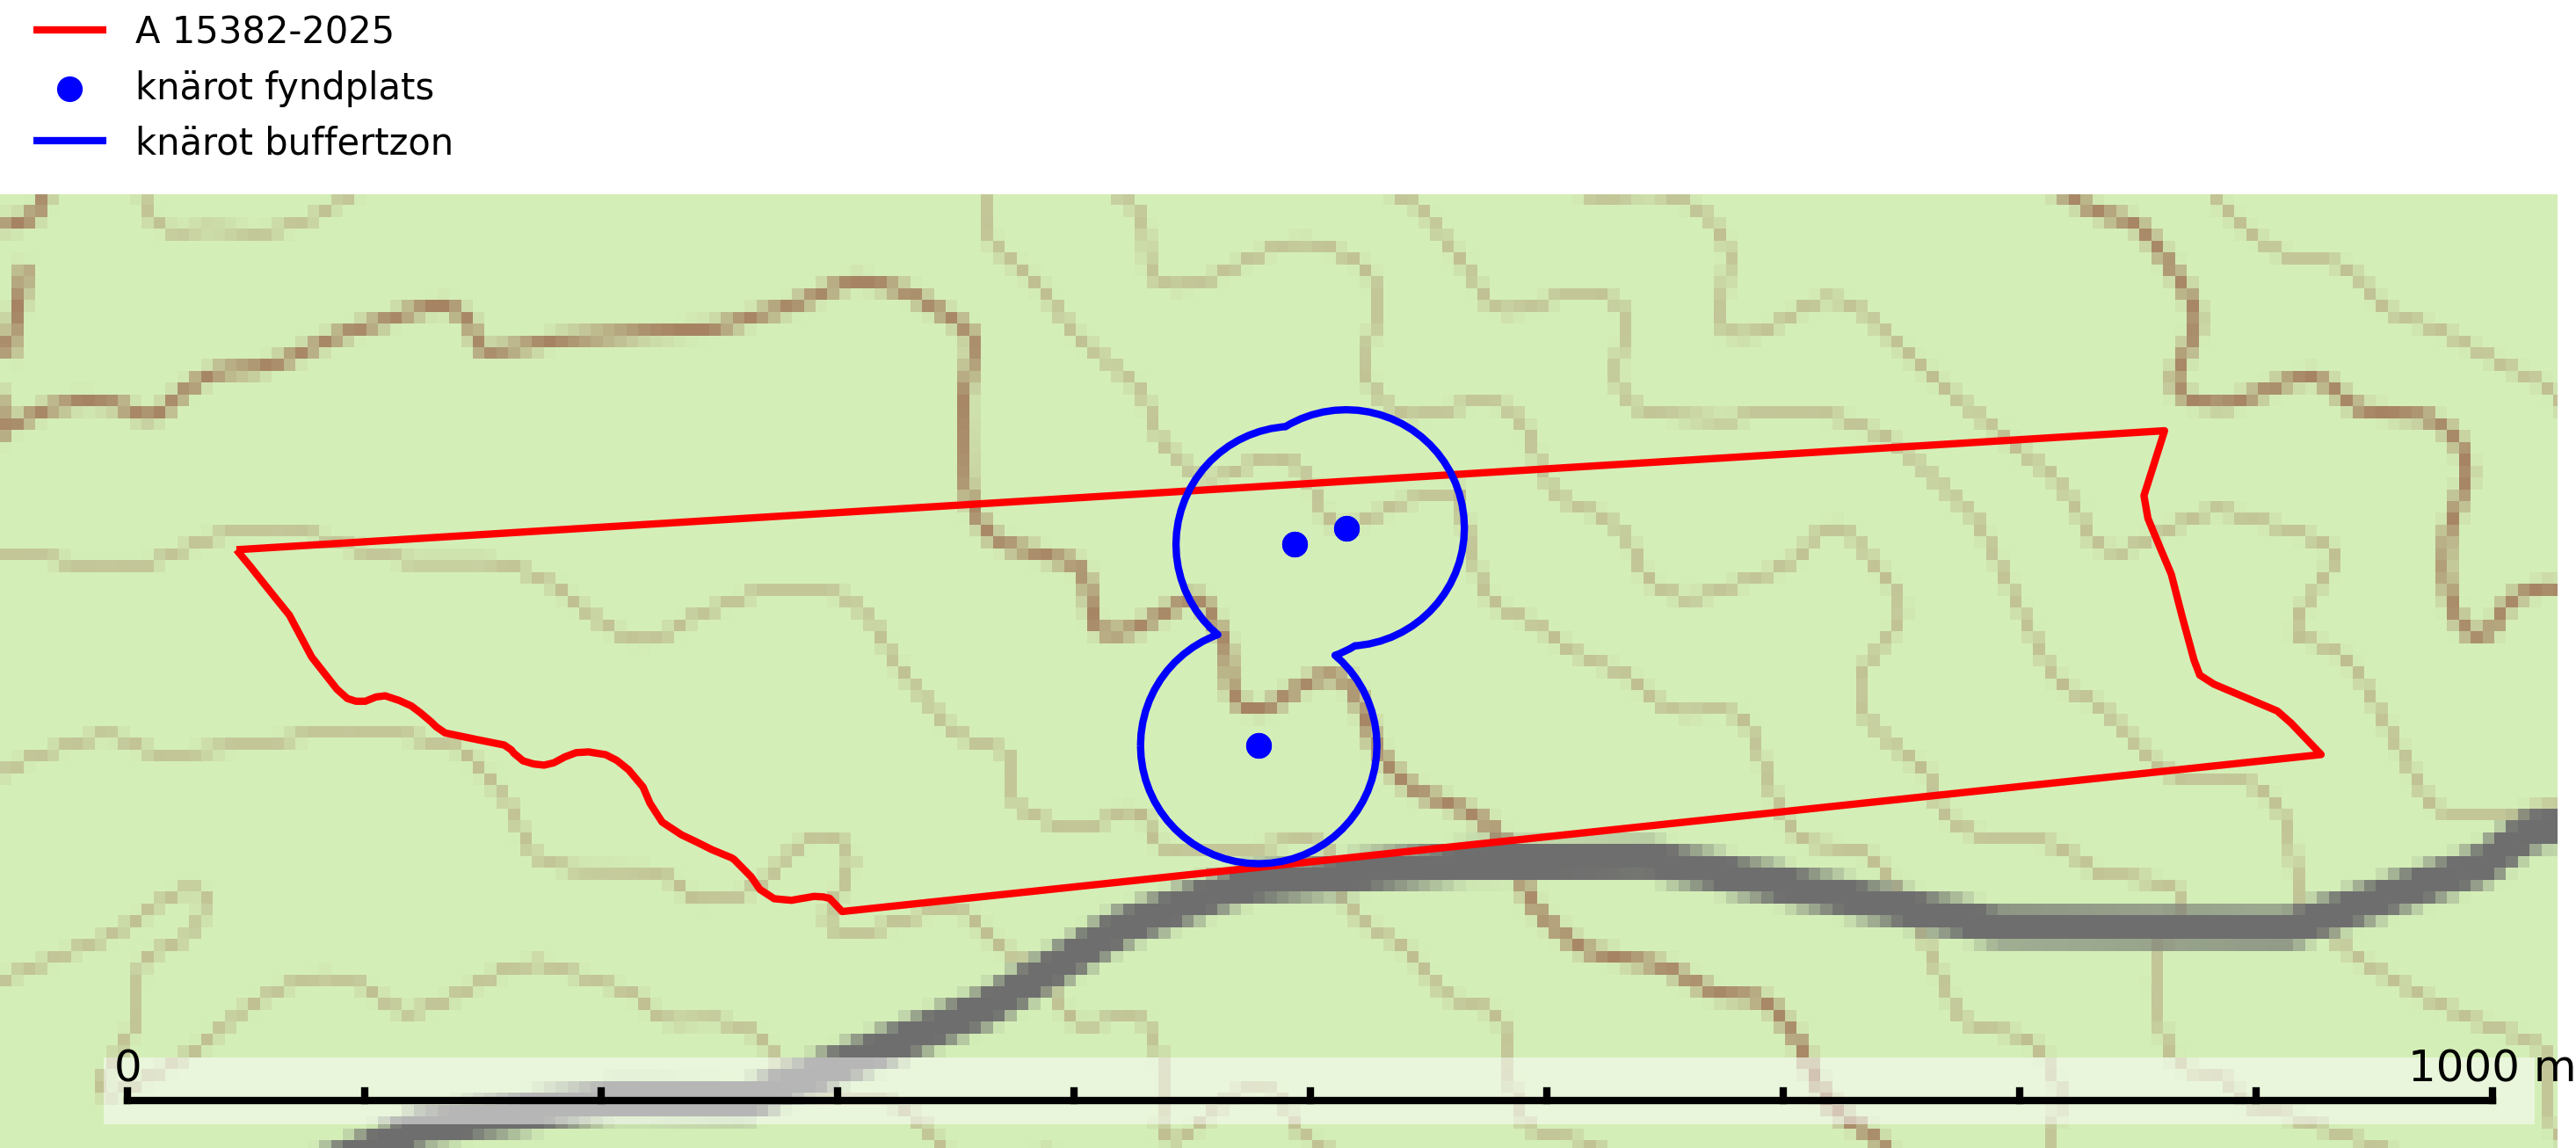 A 15382-2025
knärot fyndplats
knärot buffertzon
0
1000 m